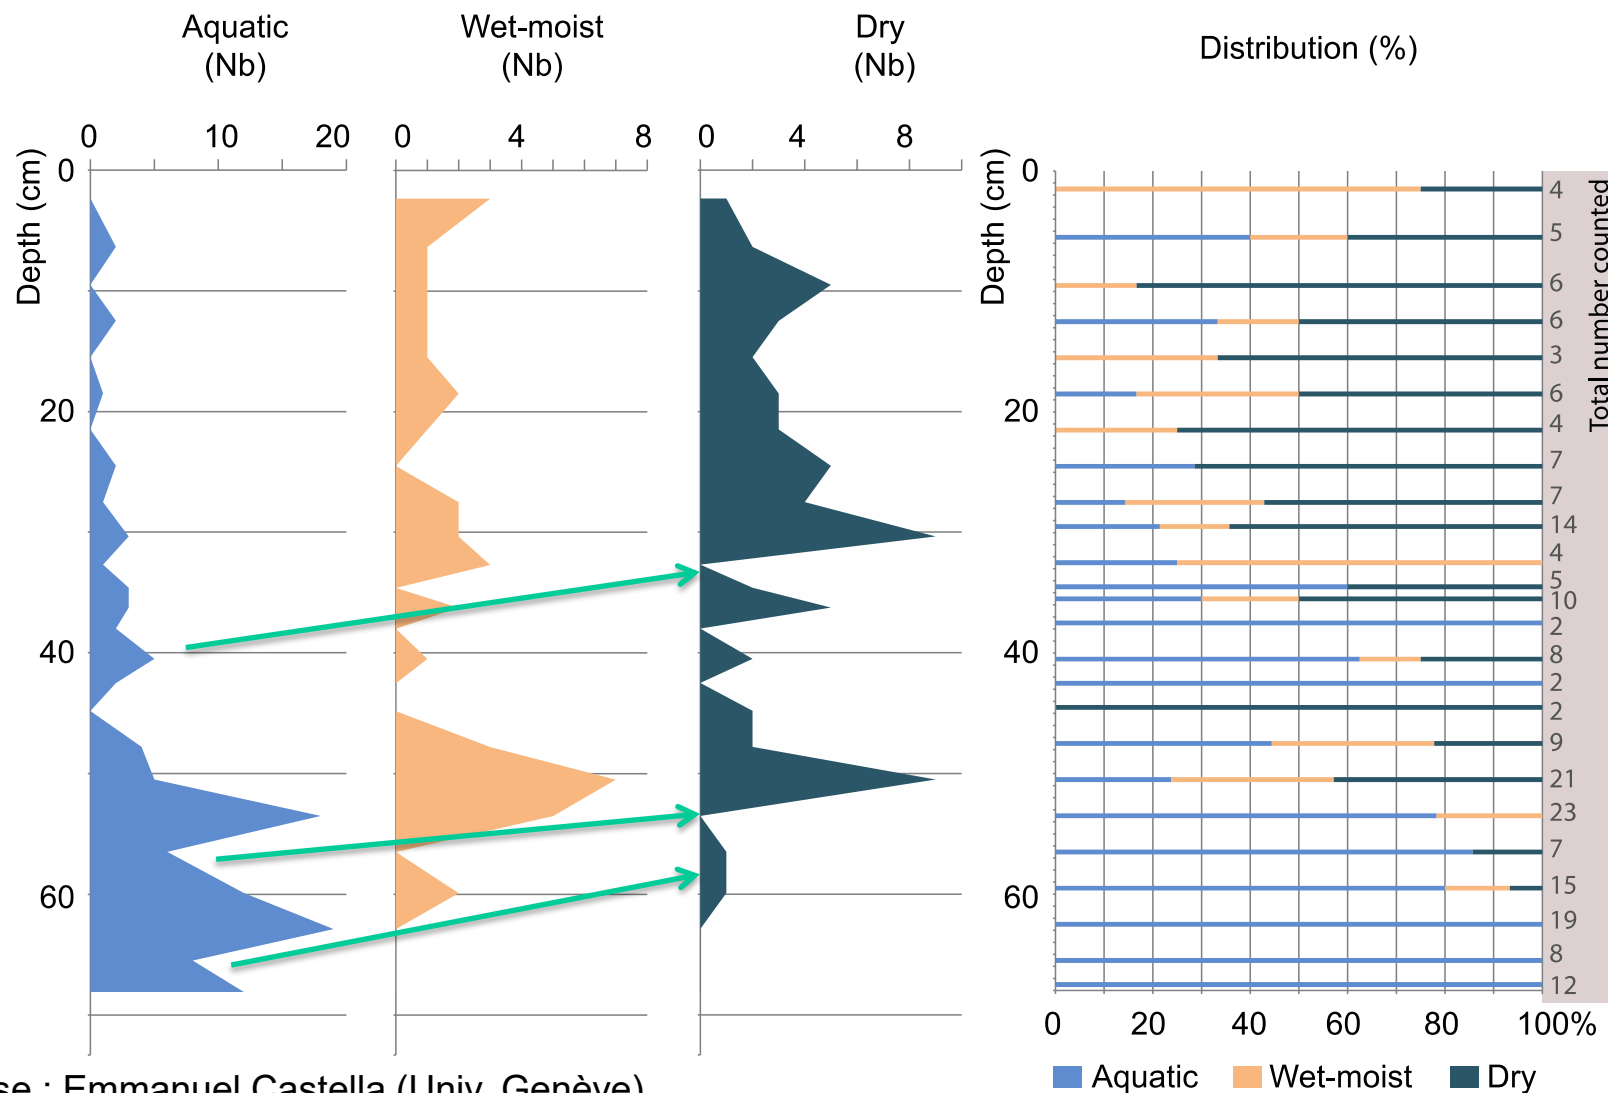 Aquatic
(Nb)
Wet-moist
(Nb)
Dry
(Nb)
Distribution (%)
0 10 20
0 4 8
0 4 8
Depth (cm)
0
20
40
60
Depth (cm)
0
20
40
60
4
5
6
6
3
6
4
7
7
14
4
5
10
2
8
2
2
9
21
23
7
15
19
8
12
Total number counted
0 20 40 60 80 100%
Aquatic Wet-moist Dry
: Emmanuel Castella (Univ. Genève)